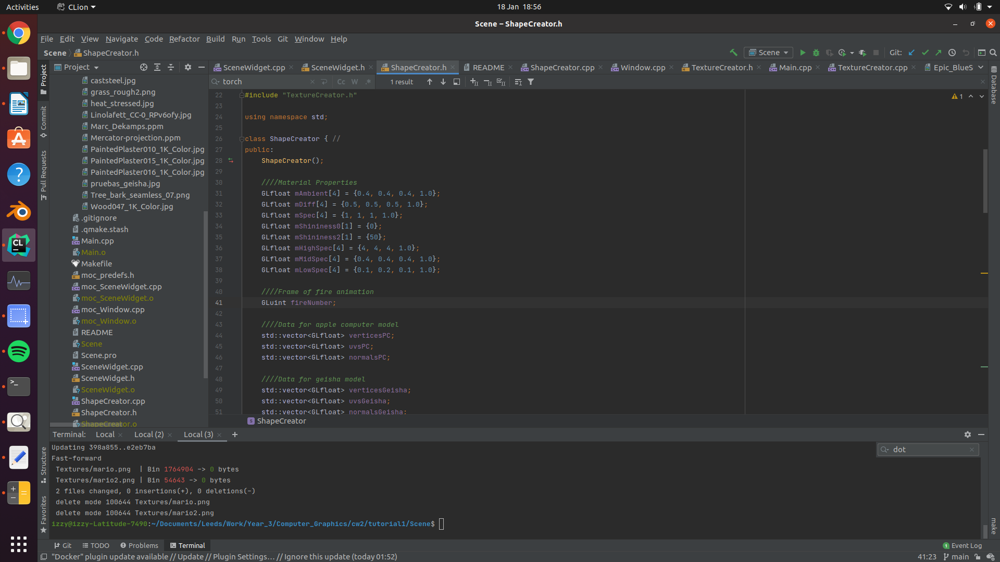 Activities CLion 18 Jan 18:56
Scene – ShapeCreator.h
File Edit View Navigate Code Refactor Build Run Tools Git Window Help
Scene ShapeCreator.h Scene Git:
Project SceneWidget.cpp SceneWidget.h ShapeCreator.h README ShapeCreator.cpp Window.cpp TextureCreator.h Main.cpp TextureCreator.cpp Epic_BlueS
torch Cc W .* 1 result
Project
Commit
Pull Requests
Structure
Favorites
Database
make
caststeel.jpg
grass_rough2.png
heat_stressed.jpg
Linolafett_CC-0_RPv6ofy.jpg
Marc_Dekamps.ppm
Mercator-projection.ppm
PaintedPlaster010_1K_Color.jpg
PaintedPlaster015_1K_Color.jpg
PaintedPlaster016_1K_Color.jpg
pruebas_geisha.jpg
Tree_bark_seamless_07.png
Wood047_1K_Color.jpg
.gitignore
.qmake.stash
Main.cpp
Main.o
Makefile
moc_predefs.h
moc_SceneWidget.cpp
moc_SceneWidget.o
moc_Window.cpp
moc_Window.o
README
Scene
Scene.pro
SceneWidget.cpp
SceneWidget.h
SceneWidget.o
ShapeCreator.cpp
ShapeCreator.h
ShapeCreator.o
22 #include "TextureCreator.h" 1
23
24 using namespace std;
25
26 class ShapeCreator { //
27 public:
28 ShapeCreator();
29
30 ////Material Properties
31 GLfloat mAmbient[4] = {0.4, 0.4, 0.4, 1.0};
32 GLfloat mDiff[4] = {0.5, 0.5, 0.5, 1.0};
33 GLfloat mSpec[4] = {1, 1, 1, 1.0};
34 GLfloat mShininess0[1] = {0};
35 GLfloat mShininess2[1] = {50};
36 GLfloat mHighSpec[4] = {4, 4, 4, 1.0};
37 GLfloat mMidSpec[4] = {0.4, 0.4, 0.4, 1.0};
38 GLfloat mLowSpec[4] = {0.1, 0.2, 0.1, 1.0};
39
40 ////Frame of fire animation
41 GLuint fireNumber;
42
43 ////Data for apple computer model
44 std::vector<GLfloat> verticesPC;
45 std::vector<GLfloat> uvsPC;
46 std::vector<GLfloat> normalsPC;
47
48 ////Data for geisha model
49 std::vector<GLfloat> verticesGeisha;
50 std::vector<GLfloat> uvsGeisha;
51 std::vector<GLfloat> normalsGeisha;
S ShapeCreator
Terminal: Local Local (2) Local (3) +
Updating 398a855..e2eb7ba
dot
Fast-forward
Textures/mario.png | Bin 1764904 -> 0 bytes
Textures/mario2.png | Bin 54643 -> 0 bytes
2 files changed, 0 insertions(+), 0 deletions(-)
delete mode 100644 Textures/mario.png
delete mode 100644 Textures/mario2.png
izzy@izzy-Latitude-7490:~/Documents/Leeds/Work/Year_3/Computer_Graphics/cw2/tutorial1/Scene$
Git TODO Problems Terminal 1 Event Log
"Docker" plugin update available // Update // Plugin Settings... // Ignore this update (today 01:52) 41:23 main